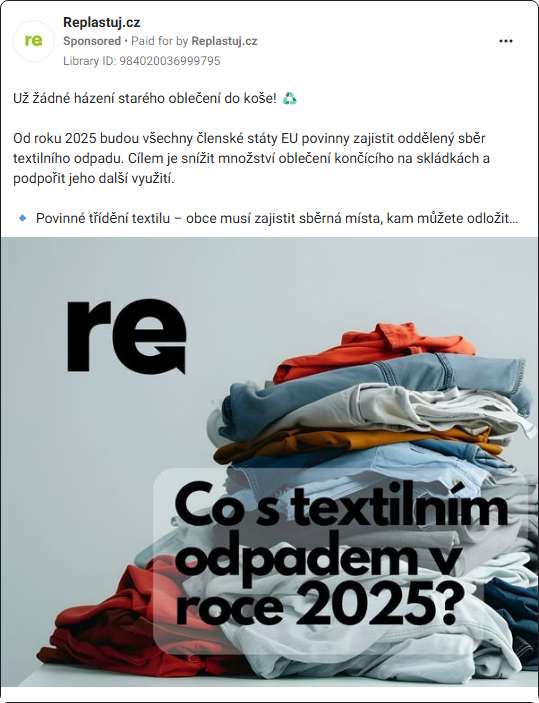 re
Replastuj.cz
Sponsored • Paid for by Replastuj.cz
Library ID: 984020036999795
Už žádné házení starého oblečení do koše! ♻️
Od roku 2025 budou všechny členské státy EU povinny zajistit oddělený sběr
textilního odpadu. Cílem je snížit množství oblečení končícího na skládkách a
podpořit jeho další využití.
🔹 Povinné třídění textilu – obce musí zajistit sběrná místa, kam můžete odložit...
re
Co s textilním
odpadem v
roce 2025?